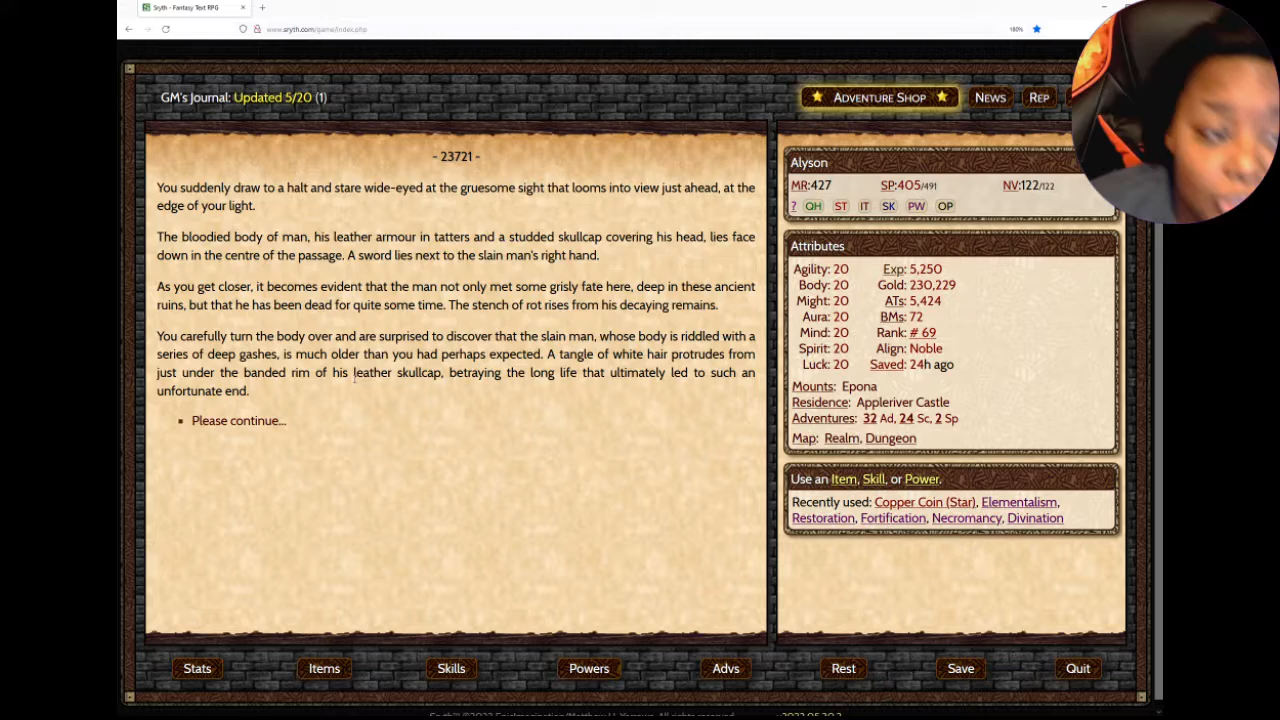 Sryth - Fantasy Text RPG
www.sryth.com/game/index.php
180%
GM's Journal: Updated 5/20 (1)
ADVENTURE SHOP
NEWS
REP
- 23721 -
You suddenly draw to a halt and stare wide-eyed at the gruesome sight that looms into view just ahead, at the
edge of your light.
The bloodied body of man, his leather armour in tatters and a studded skullcap covering his head, lies face
down in the centre of the passage. A sword lies next to the slain man's right hand.
As you get closer, it becomes evident that the man not only met some grisly fate here, deep in these ancient
ruins, but that he has been dead for quite some time. The stench of rot rises from his decaying remains.
You carefully turn the body over and are surprised to discover that the slain man, whose body is riddled with a
series of deep gashes, is much older than you had perhaps expected. A tangle of white hair protrudes from
just under the banded rim of his leather skullcap, betraying the long life that ultimately led to such an
unfortunate end.
Please continue...
Alyson
MR:427 SP:405/491 NV:122/122
? QH ST IT SK PW OP
Attributes
Agility: 20 Exp: 5,250
Body: 20 Gold: 230,229
Might: 20 ATs: 5,424
Aura: 20 BMs: 72
Mind: 20 Rank: # 69
Spirit: 20 Align: Noble
Luck: 20 Saved: 24h ago
Mounts: Epona
Residence: Appleriver Castle
Adventures: 32 Ad, 24 Sc, 2 Sp
Map: Realm, Dungeon
Use an Item, Skill, or Power.
Recently used: Copper Coin (Star), Elementalism,
Restoration, Fortification, Necromancy, Divination
Stats Items Skills Powers Advs Rest Save Quit